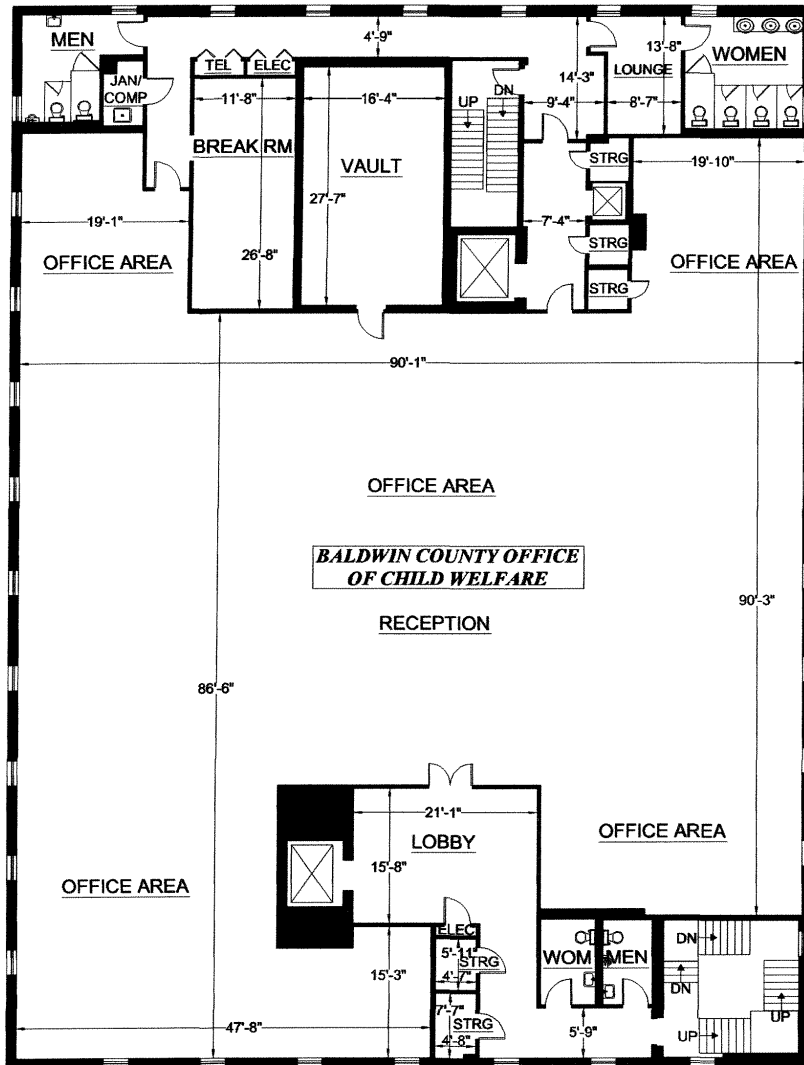 MEN
4'-9"
13'-8"
WOMEN
TEL
ELEC
LOUNGE
JAN/
COMP
14'-3"
UP
DN
11'-8"
16'-4"
9'-4"
8'-7"
BREAK RM
VAULT
STRG
19'-10"
27'-7"
19'-1"
7'-4"
26'-8"
STRG
OFFICE AREA
OFFICE AREA
STRG
90'-1"
OFFICE AREA
BALDWIN COUNTY OFFICE
OF CHILD WELFARE
90'-3"
RECEPTION
86'-6"
21'-1"
LOBBY
OFFICE AREA
15'-8"
OFFICE AREA
ELEC
5'-11"
STRG
4'-7"
WOM
MEN
DN
15'-3"
DN
7'-7"
STRG
4'-8"
47'-8"
5'-9"
UP
UP